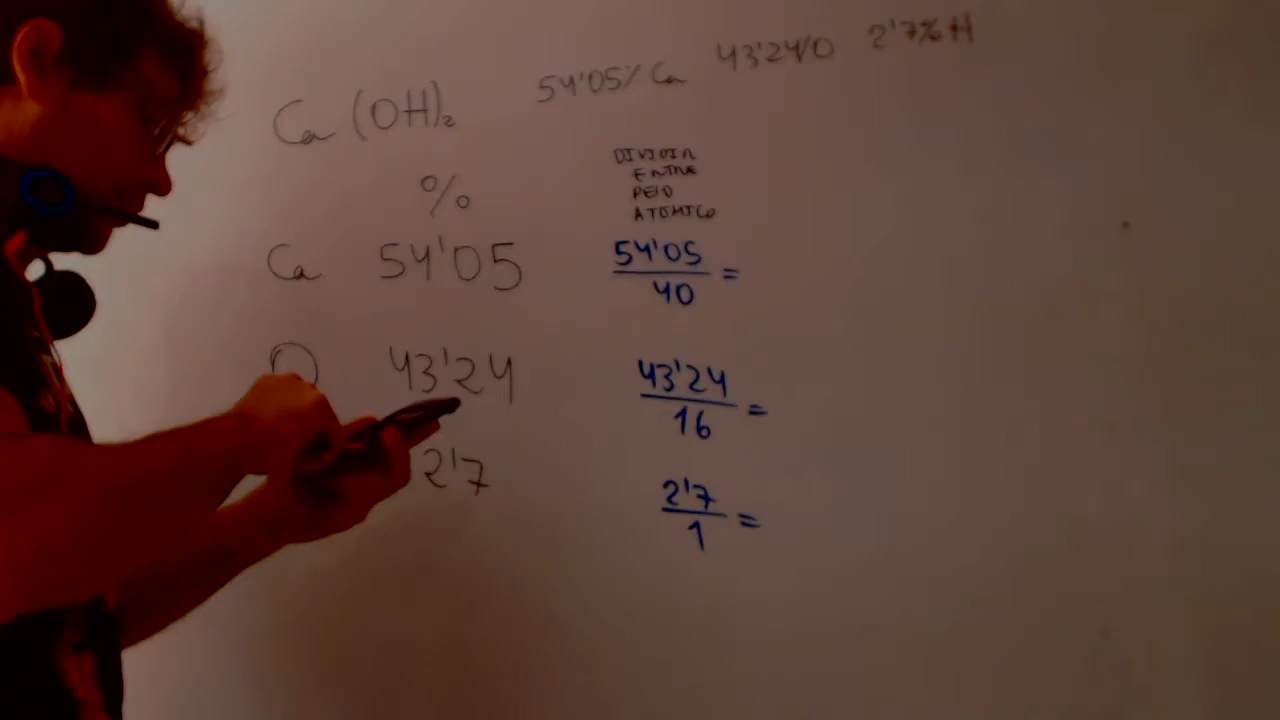 Ca (OH)₂ 54'05% Ca 43'24% O 2'7% H
%
DIVIDIR
ENTRE
PESO
ATOMICO
Ca 54'05 54'05/40 =
O 43'24 43'24/16 =
2'7 2'7/1 =